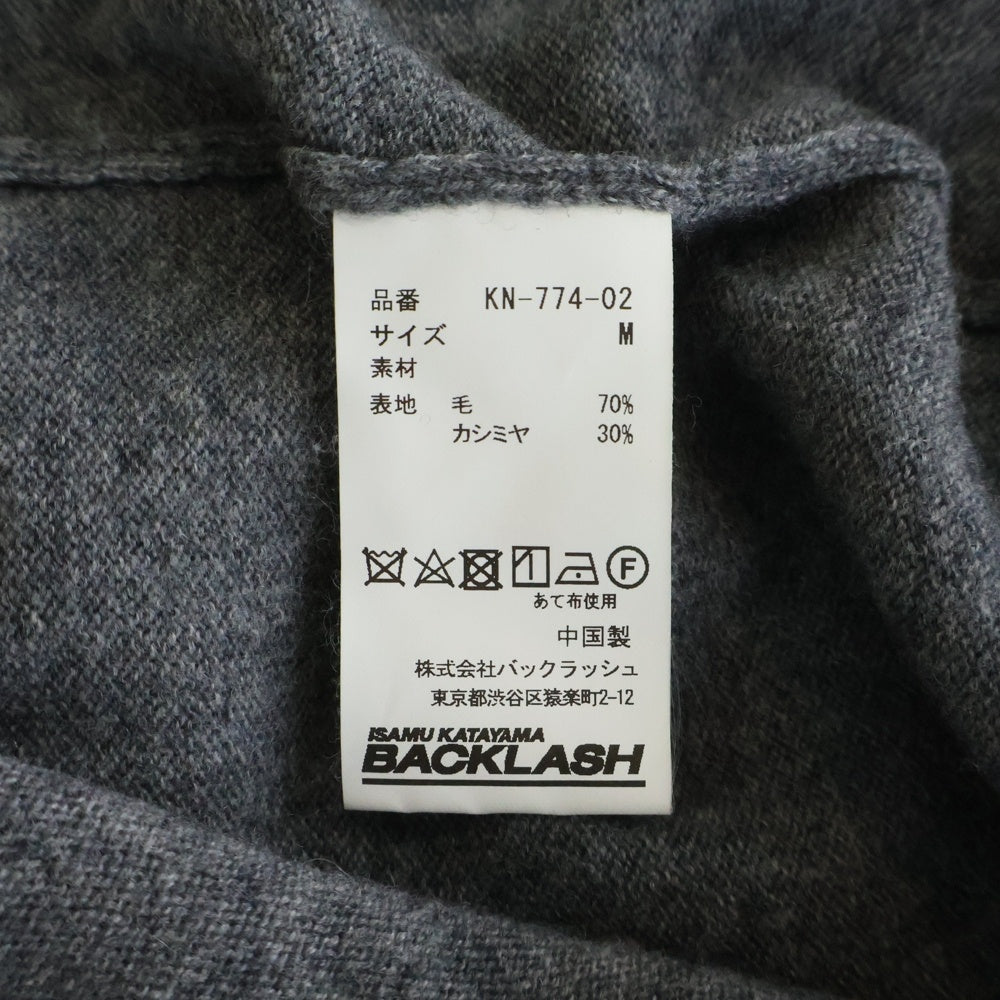 品番 KN-774-02
サイズ M
素材
表地 毛 70%
カシミヤ 30%
F
あて布使用
中国製
株式会社バックラッシュ
東京都渋谷区猿楽町2-12
ISAMU KATAYAMA
BACKLASH